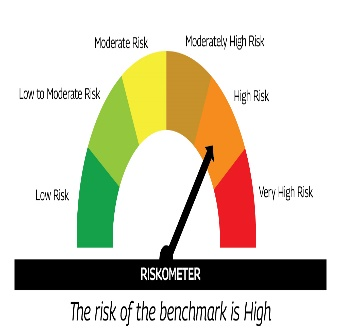 Moderate Risk
Moderately High Risk
Low to Moderate Risk
High Risk
Low Risk
Very High Risk
RISKOMETER
The risk of the benchmark is High